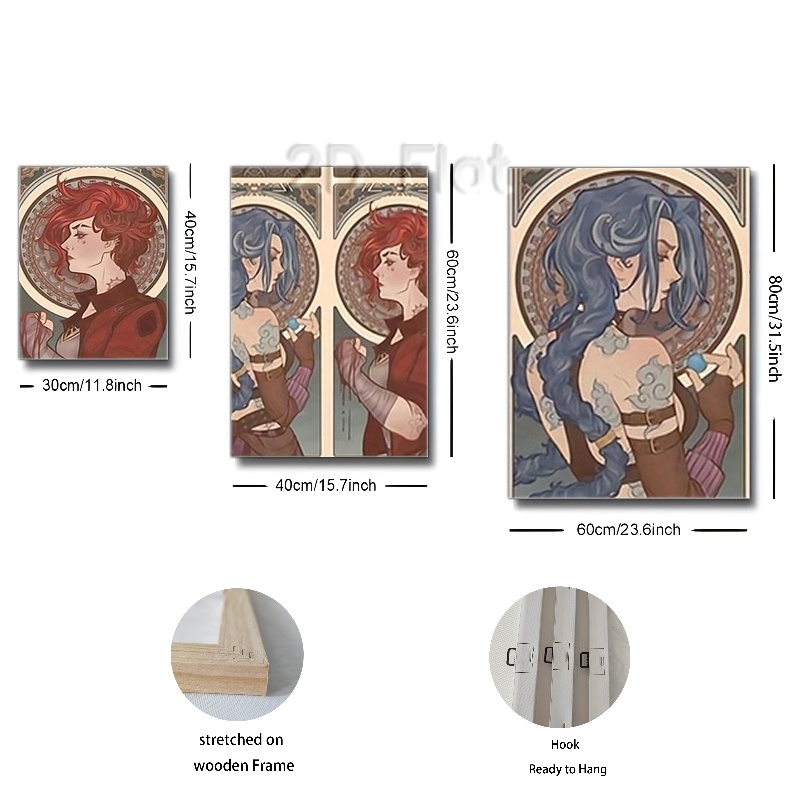 2D Flat
40cm/15.7inch
30cm/11.8inch
60cm/23.6inch
40cm/15.7inch
80cm/31.5inch
60cm/23.6inch
stretched on
wooden Frame
Hook
Ready to Hang